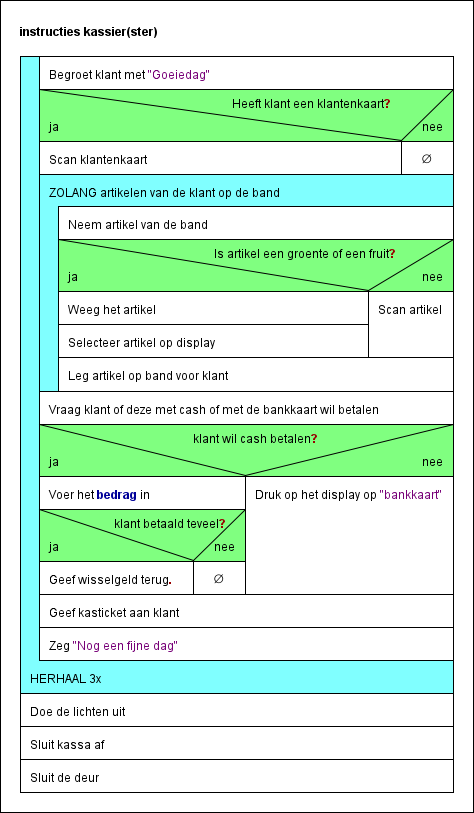 instructies kassier(ster)
Begroet klant met "Goeiedag"
Heeft klant een klantenkaart?
ja nee
Scan klantenkaart ∅
ZOLANG artikelen van de klant op de band
Neem artikel van de band
Is artikel een groente of een fruit?
ja nee
Weeg het artikel Scan artikel
Selecteer artikel op display
Leg artikel op band voor klant
Vraag klant of deze met cash of met de bankkaart wil betalen
klant wil cash betalen?
ja nee
Voer het bedrag in Druk op het display op "bankkaart"
klant betaald teveel?
ja nee
Geef wisselgeld terug. ∅
Geef kasticket aan klant
Zeg "Nog een fijne dag"
HERHAAL 3x
Doe de lichten uit
Sluit kassa af
Sluit de deur